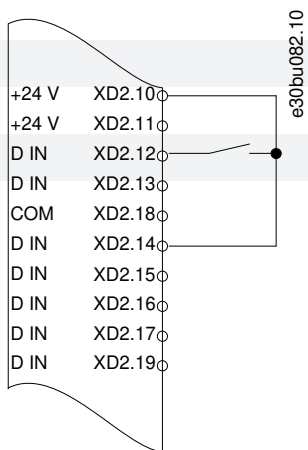 e30bu082.10
+24 V XD2.10
+24 V XD2.11
D IN XD2.12
D IN XD2.13
COM XD2.18
D IN XD2.14
D IN XD2.15
D IN XD2.16
D IN XD2.17
D IN XD2.19